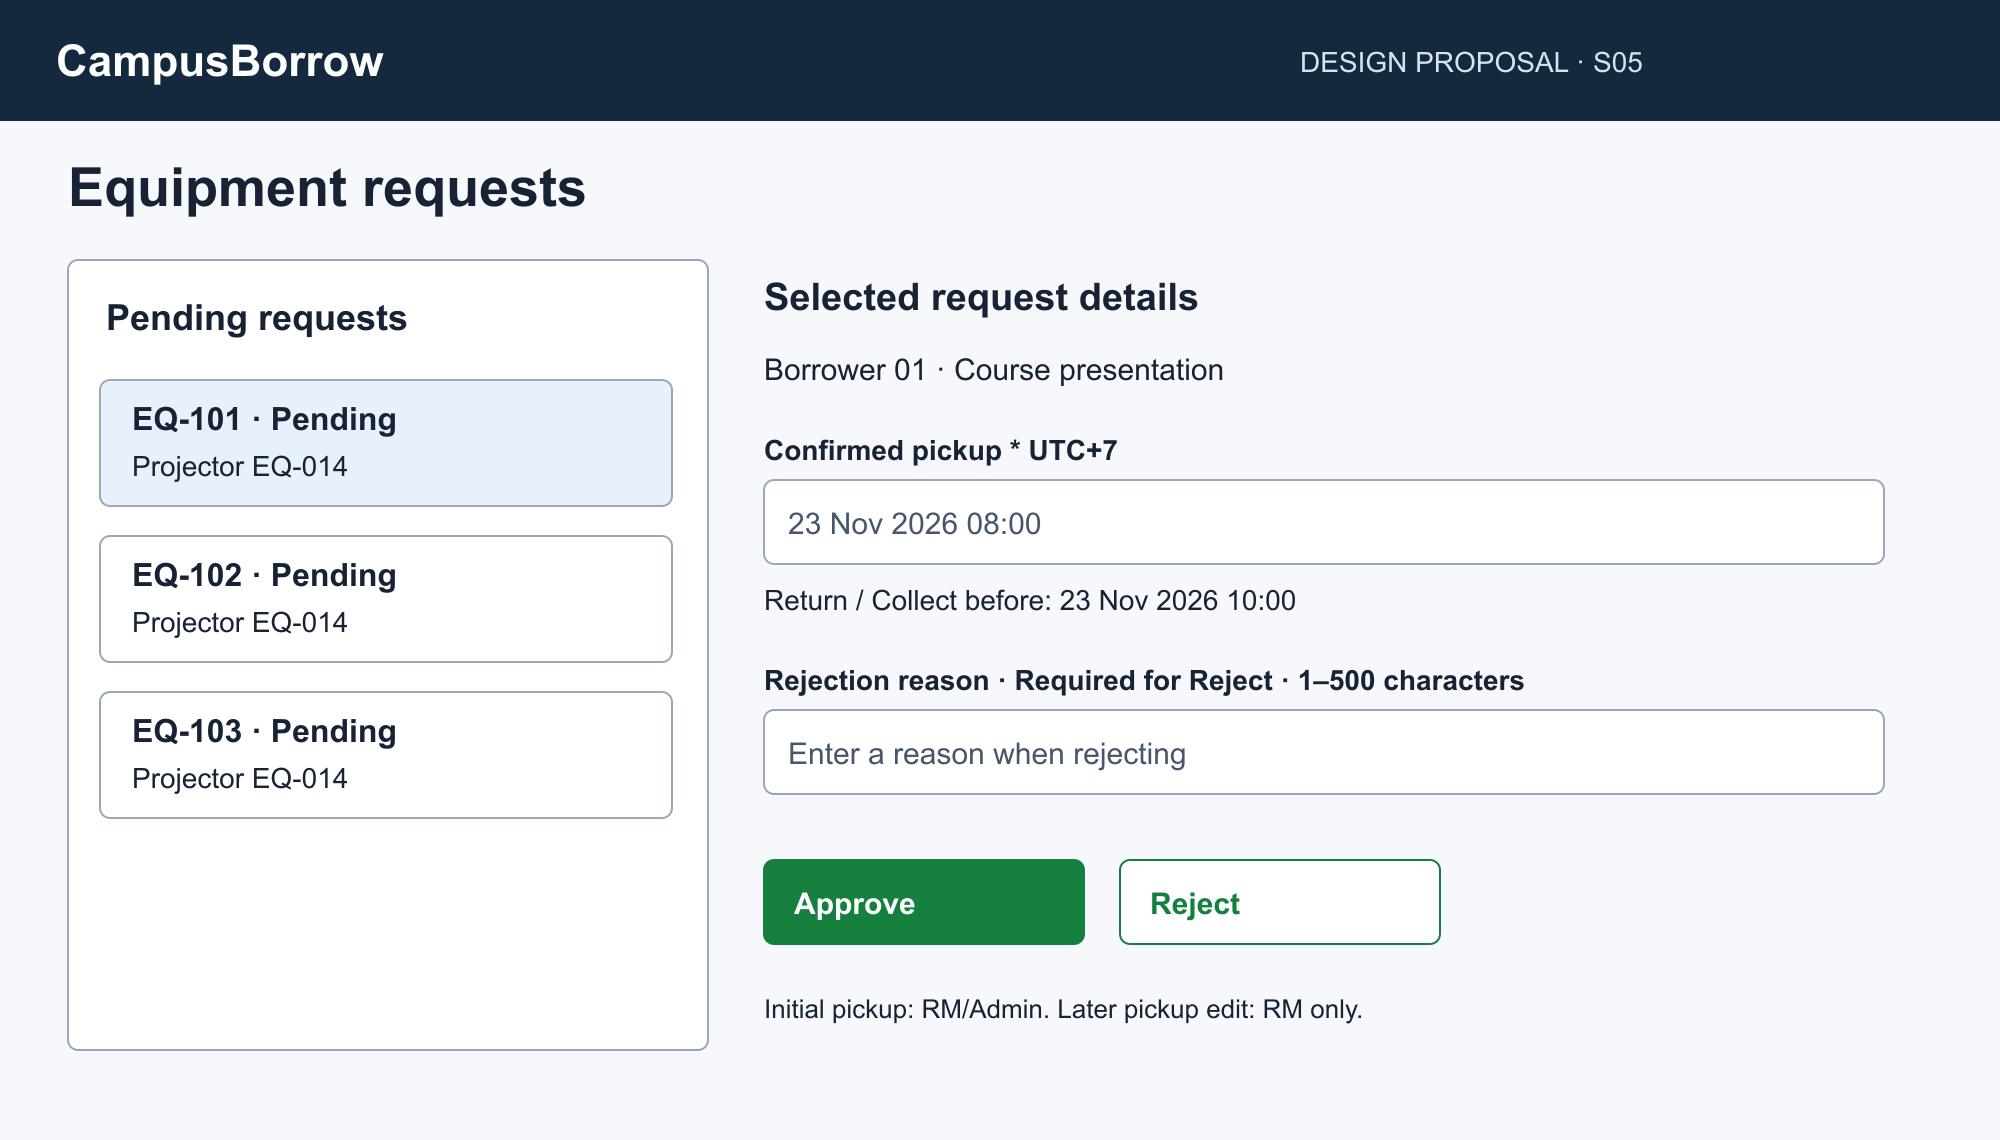 CampusBorrow
DESIGN PROPOSAL · S05
Equipment requests
Pending requests
EQ-101 · Pending
Projector EQ-014
EQ-102 · Pending
Projector EQ-014
EQ-103 · Pending
Projector EQ-014
Selected request details
Borrower 01 · Course presentation
Confirmed pickup * UTC+7
23 Nov 2026 08:00
Return / Collect before: 23 Nov 2026 10:00
Rejection reason · Required for Reject · 1–500 characters
Enter a reason when rejecting
Approve
Reject
Initial pickup: RM/Admin. Later pickup edit: RM only.